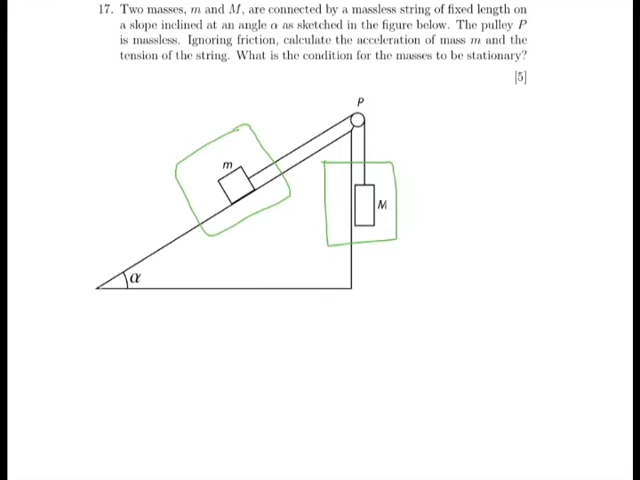 17. Two masses, m and M, are connected by a massless string of fixed length on
a slope inclined at an angle α as sketched in the figure below. The pulley P
is massless. Ignoring friction, calculate the acceleration of mass m and the
tension of the string. What is the condition for the masses to be stationary?
[5]
P
m
M
α